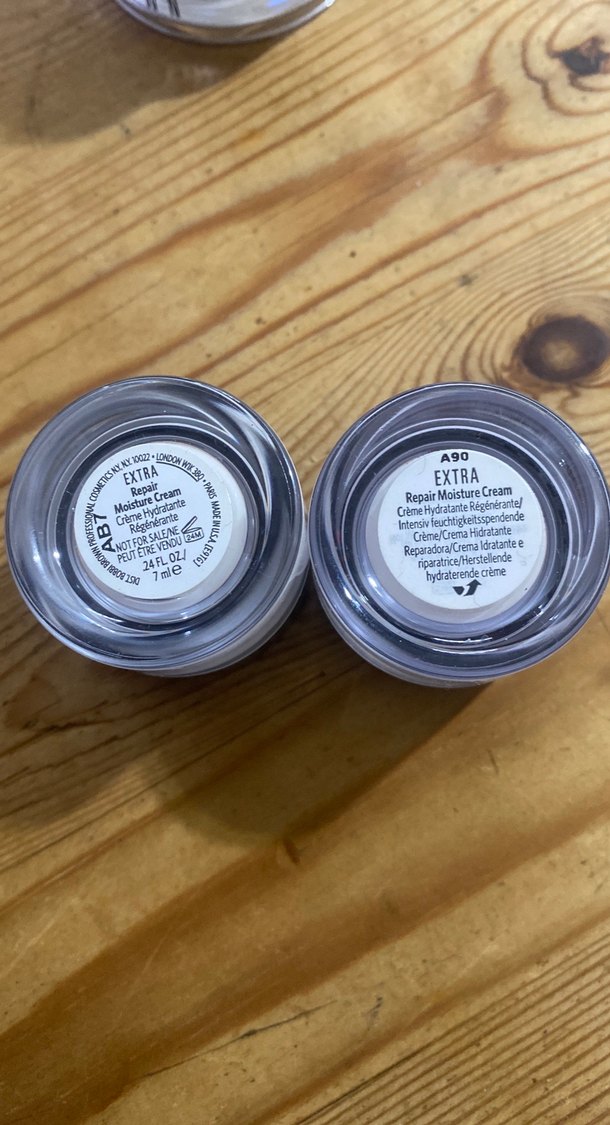 DIST. BOBBI BROWN PROFESSIONAL COSMETICS N.Y., N.Y. 10022 • LONDON W1K 3BQ • PARIS MADE IN U.S.A.
AB7
EXTRA
Repair
Moisture Cream
Crème Hydratante
Régénérante
NOT FOR SALE/NE
PEUT ÊTRE VENDU
24M
.24 FL.OZ./
7 ml e
A90
EXTRA
Repair Moisture Cream
Crème Hydratante Régénérante/
Intensiv feuchtigkeitsspendende
Crème/Crema Hidratante
Reparadora/Crema Idratante e
riparatrice/Herstellende
hydraterende crème